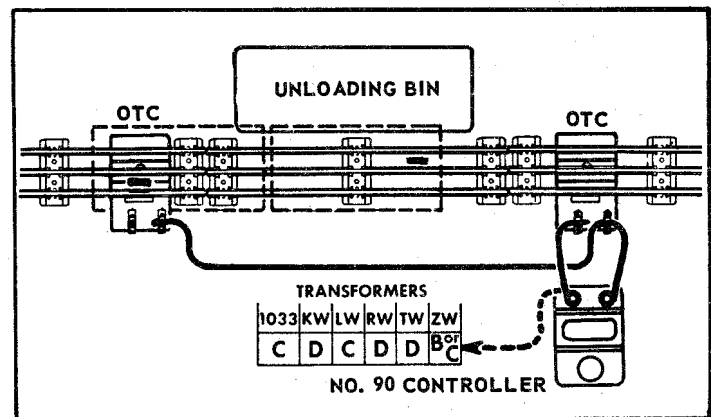 UNLOADING BIN
OTC
OTC
TRANSFORMERS
1033 KW LW RW TW ZW
C D C D D B or C
NO. 90 CONTROLLER